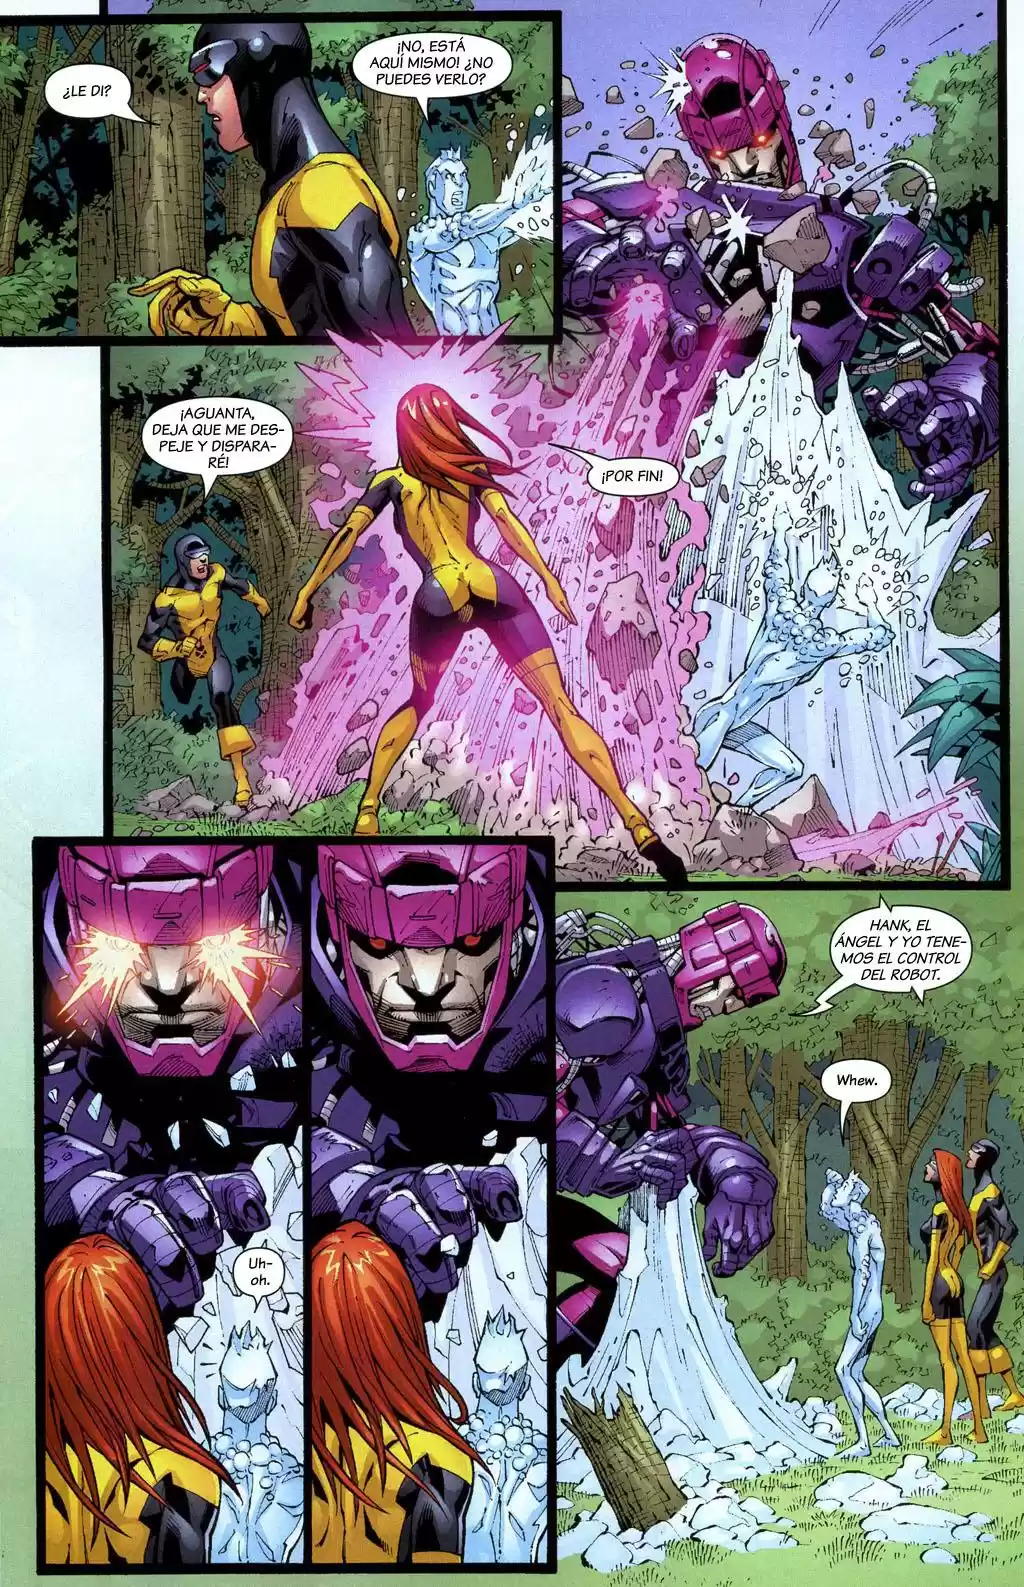 ¿LE DI?
¡NO, ESTÁ
AQUÍ MISMO! ¿NO
PUEDES VERLO?
¡AGUANTA,
DEJA QUE ME DES-
PEJE Y DISPARA-
RÉ!
¡POR FIN!
Uh-
oh.
HANK, EL
ÁNGEL Y YO TENE-
MOS EL CONTROL
DEL ROBOT.
Whew.